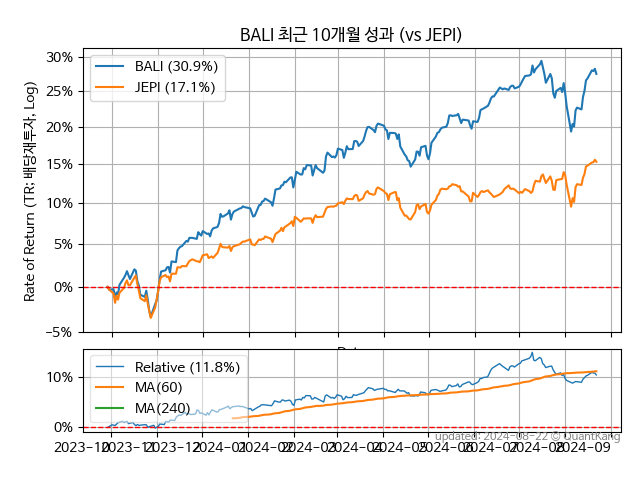 BALI 최근 10개월 성과 (vs JEPI)
Rate of Return (TR: 배당재투자, Log)
30%
25%
20%
15%
10%
5%
0%
−5%
BALI (30.9%)
JEPI (17.1%)
10%
0%
Relative (11.8%)
MA(60)
MA(240)
2023−10
2023−11
2023−12
2024−01
2024−02
2024−03
2024−04
2024−05
2024−06
2024−07
2024−08
2024−09
updated: 2024−08−22 © QuantKang